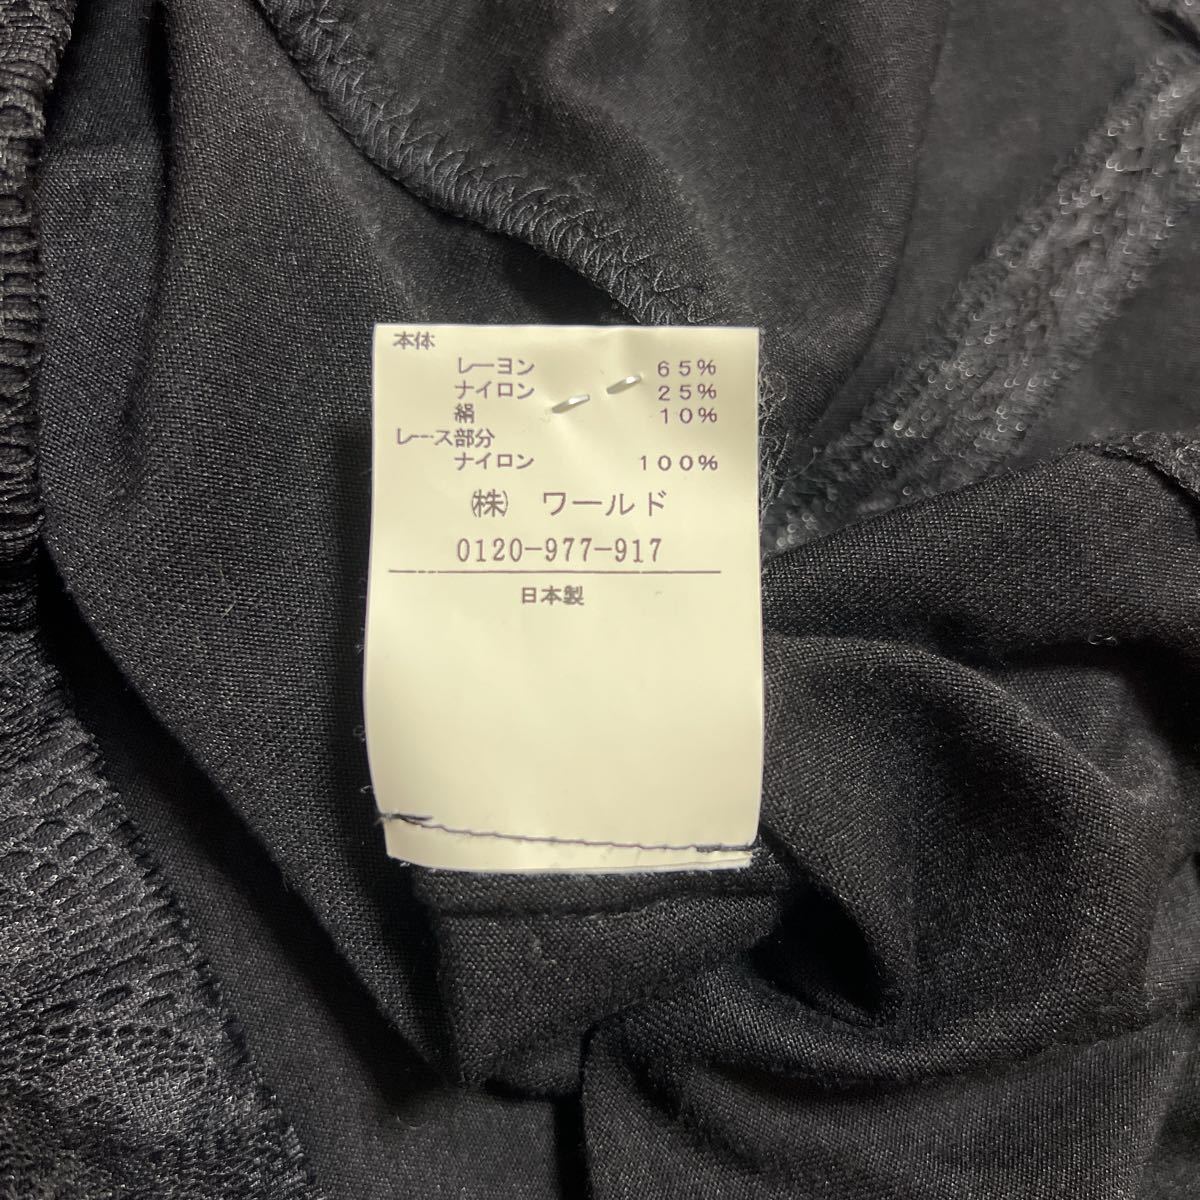 本体
レーヨン 65%
ナイロン 25%
絹 10%
レース部分
ナイロン 100%
㈱ ワールド
0120-977-917
日本製